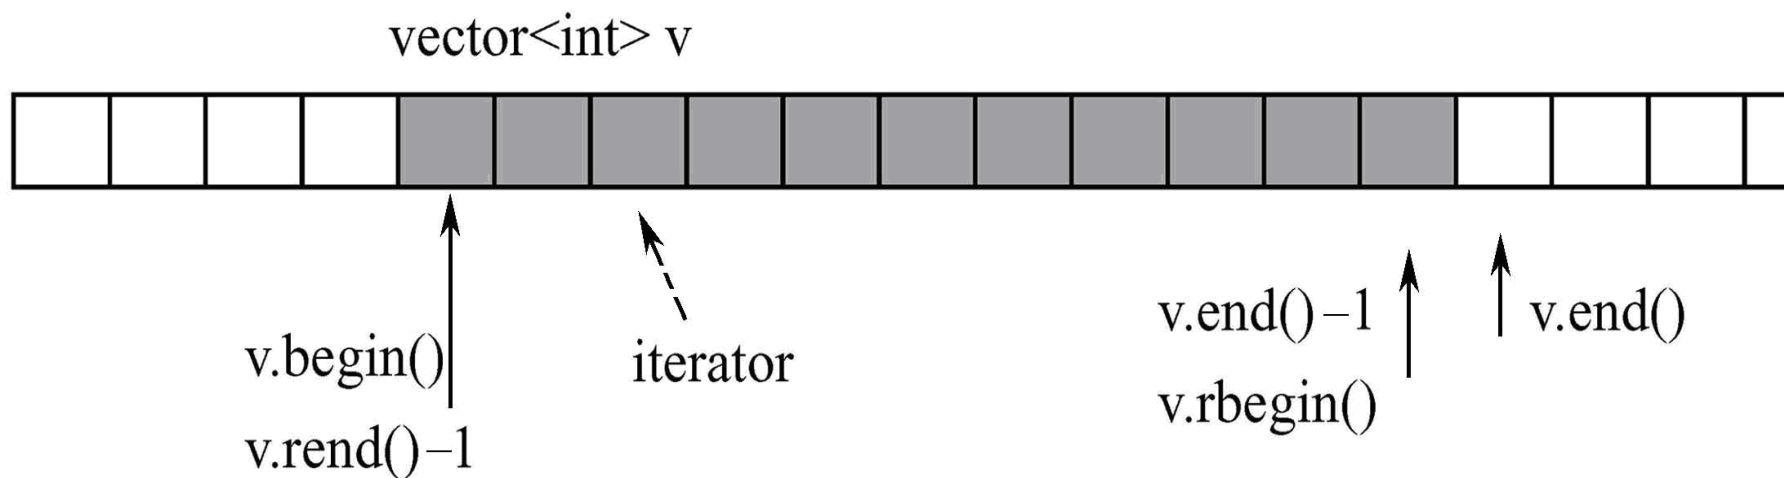 vector<int> v
v.begin()
v.rend()–1
iterator
v.end()–1
v.rbegin()
v.end()